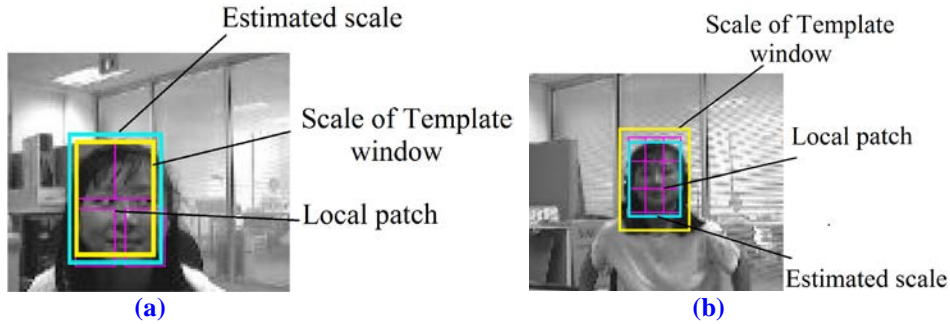 Estimated scale
Scale of Template
window
Local patch
(a)
Scale of Template
window
Local patch
Estimated scale
(b)